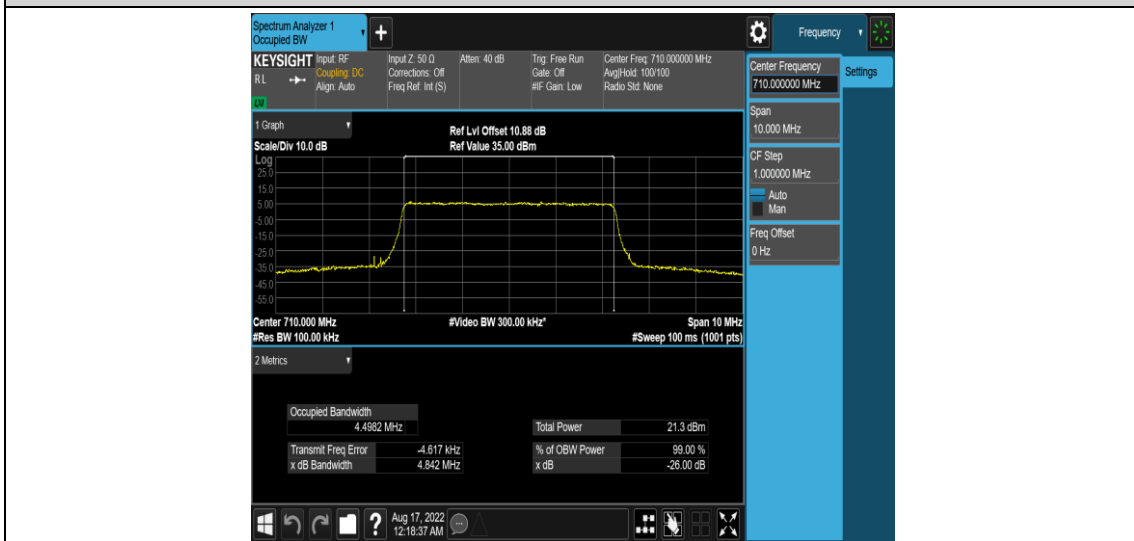 Spectrum Analyzer 1
Occupied BW
Frequency
KEYSIGHT
Input: RF
Input Z: 50 Ω
Atten: 40 dB
Trig: Free Run
Center Freq: 710.000000 MHz
RL
Coupling: DC
Corrections: Off
Gate: Off
Avg|Hold: 100/100
Align: Auto
Freq Ref: Int (S)
#IF Gain: Low
Radio Std: None
Center Frequency
710.000000 MHz
Settings
Span
10.000 MHz
CF Step
1.000000 MHz
Auto
Man
Freq Offset
0 Hz
1 Graph
Ref Lvl Offset 10.88 dB
Scale/Div 10.0 dB
Ref Value 35.00 dBm
Log
25.0
15.0
5.00
-5.00
-15.0
-25.0
-35.0
-45.0
-55.0
Center 710.000 MHz
#Video BW 300.00 kHz*
Span 10 MHz
#Res BW 100.00 kHz
#Sweep 100 ms (1001 pts)
2 Metrics
Occupied Bandwidth
4.4982 MHz
Total Power 21.3 dBm
Transmit Freq Error -4.617 kHz
% of OBW Power 99.00 %
x dB Bandwidth 4.842 MHz
x dB -26.00 dB
Aug 17, 2022
12:18:37 AM